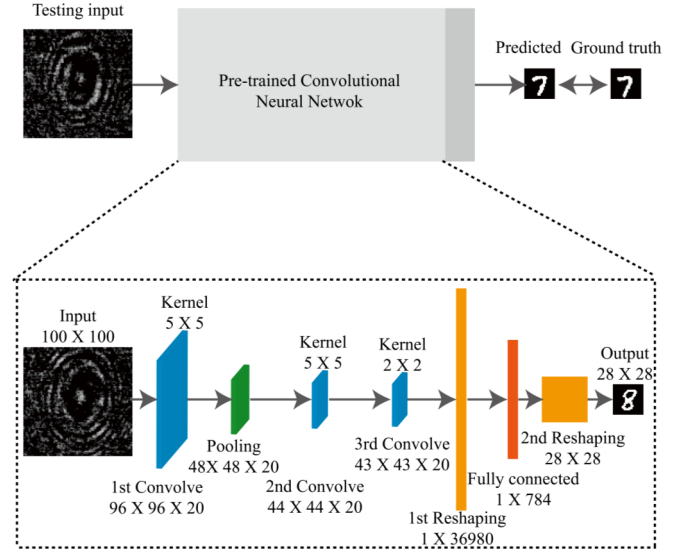 Testing input
Pre-trained Convolutional
Neural Netwok
Predicted
Ground truth
7
7
Input
100 X 100
Kernel
5 X 5
1st Convolve
96 X 96 X 20
Pooling
48X 48 X 20
Kernel
5 X 5
2nd Convolve
44 X 44 X 20
Kernel
2 X 2
3rd Convolve
43 X 43 X 20
1st Reshaping
1 X 36980
Fully connected
1 X 784
2nd Reshaping
28 X 28
Output
28 X 28
8